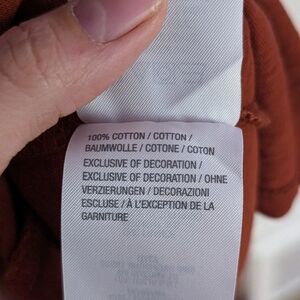 100% COTTON / COTTON /
BAUMWOLLE / COTONE / COTON
EXCLUSIVE OF DECORATION /
EXCLUSIVE OF DECORATION / OHNE
VERZIERUNGEN / DECORAZIONI
ESCLUSE / À L'EXCEPTION DE LA
GARNITURE